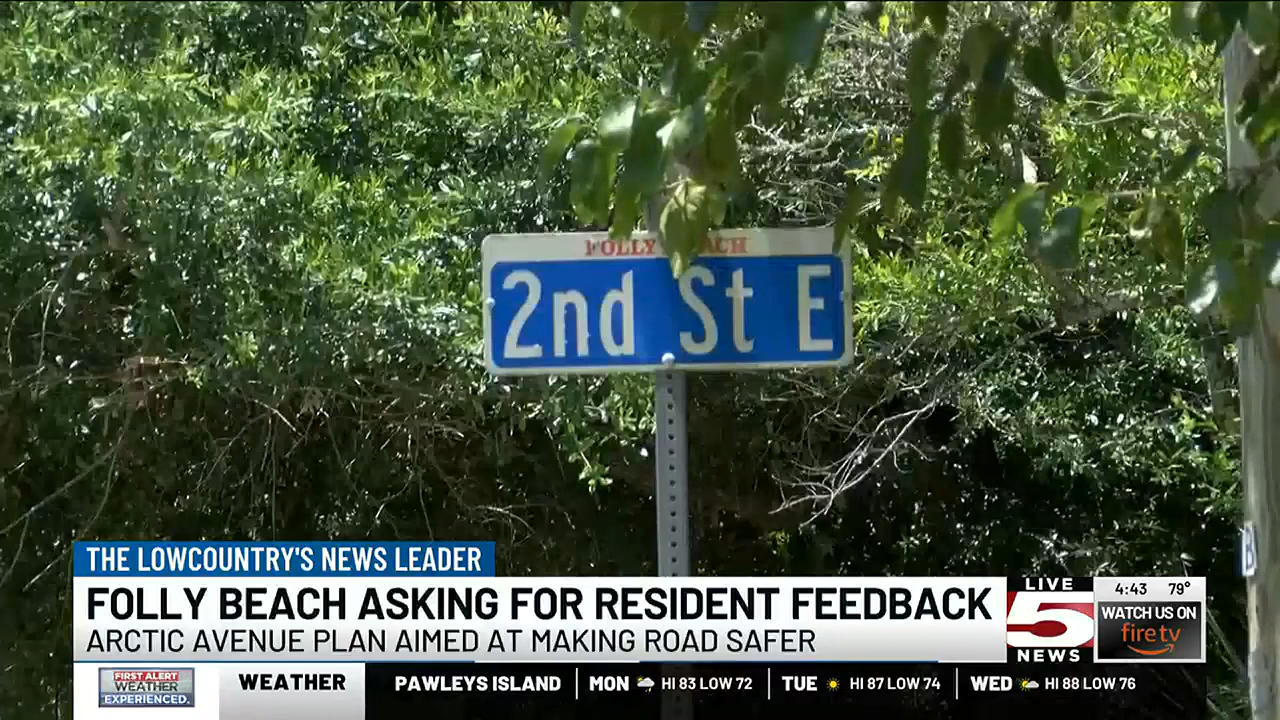 FOLLY BEACH
2nd St E
THE LOWCOUNTRY'S NEWS LEADER
FOLLY BEACH ASKING FOR RESIDENT FEEDBACK
ARCTIC AVENUE PLAN AIMED AT MAKING ROAD SAFER
LIVE
5
NEWS
4:43 79°
WATCH US ON
fire tv
FIRST ALERT
WEATHER
EXPERIENCED.
WEATHER
PAWLEYS ISLAND
MON HI 83 LOW 72
TUE HI 87 LOW 74
WED HI 88 LOW 76